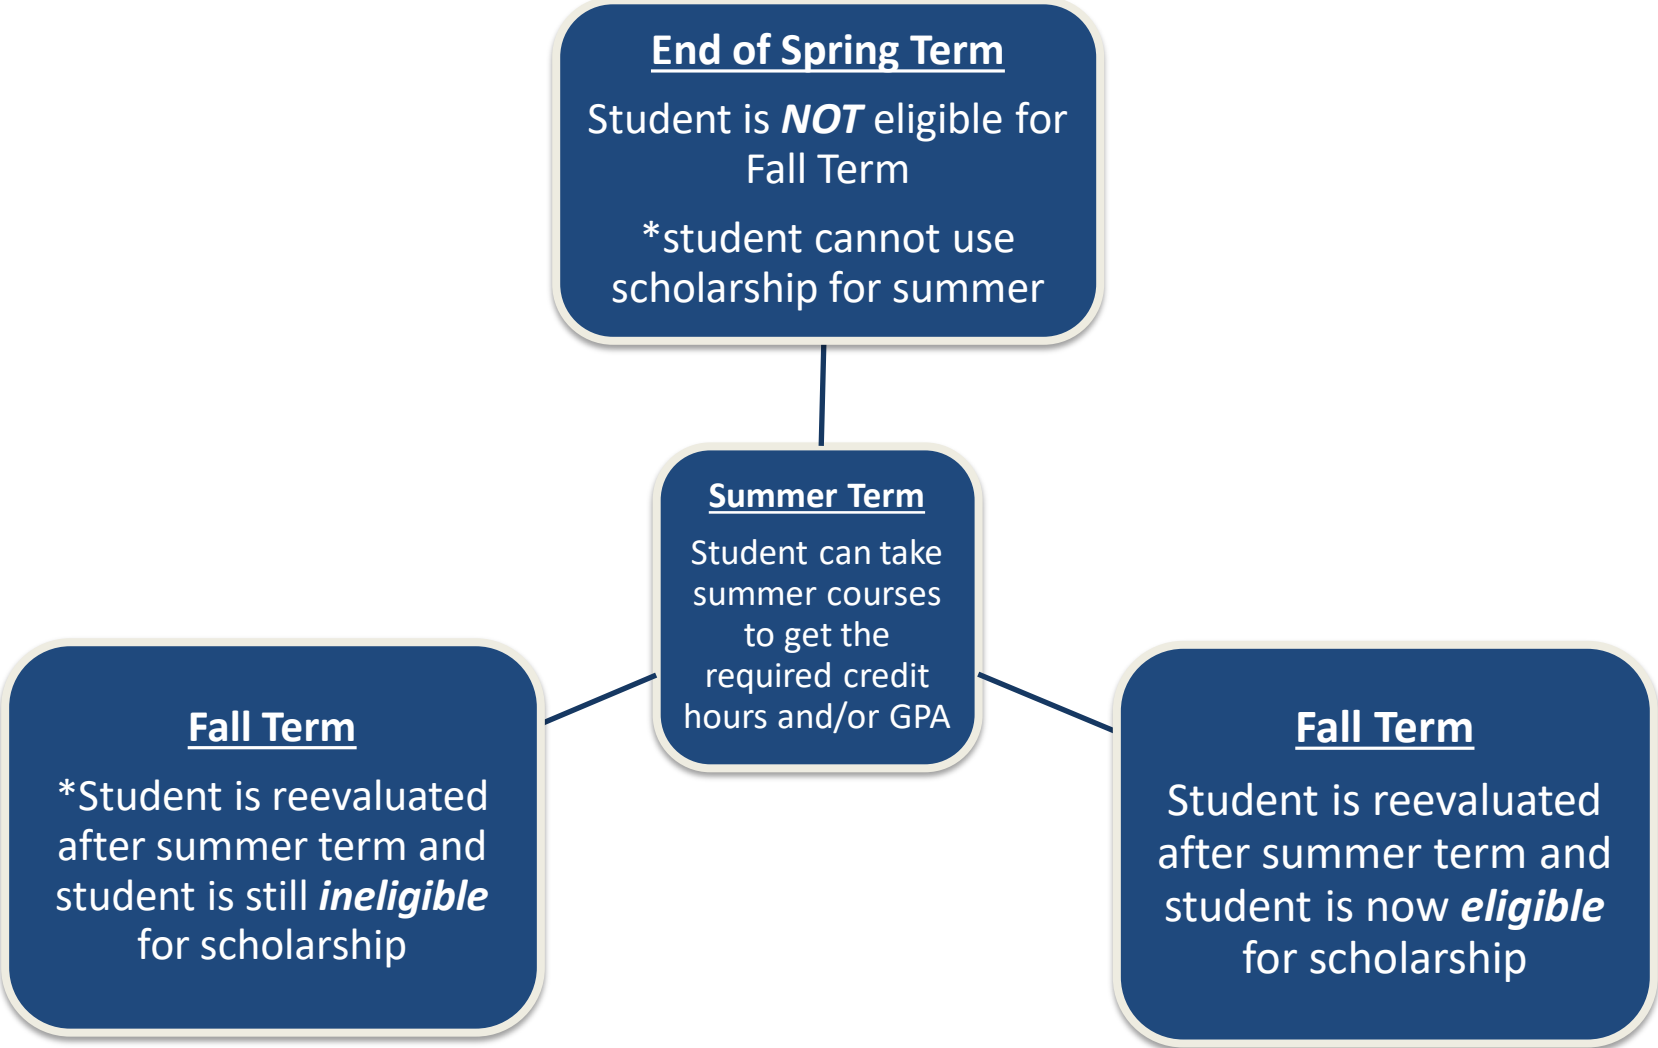 End of Spring Term
Student is NOT eligible for
Fall Term
*student cannot use
scholarship for summer
Summer Term
Student can take
summer courses
to get the
required credit
hours and/or GPA
Fall Term
*Student is reevaluated
after summer term and
student is still ineligible
for scholarship
Fall Term
Student is reevaluated
after summer term and
student is now eligible
for scholarship